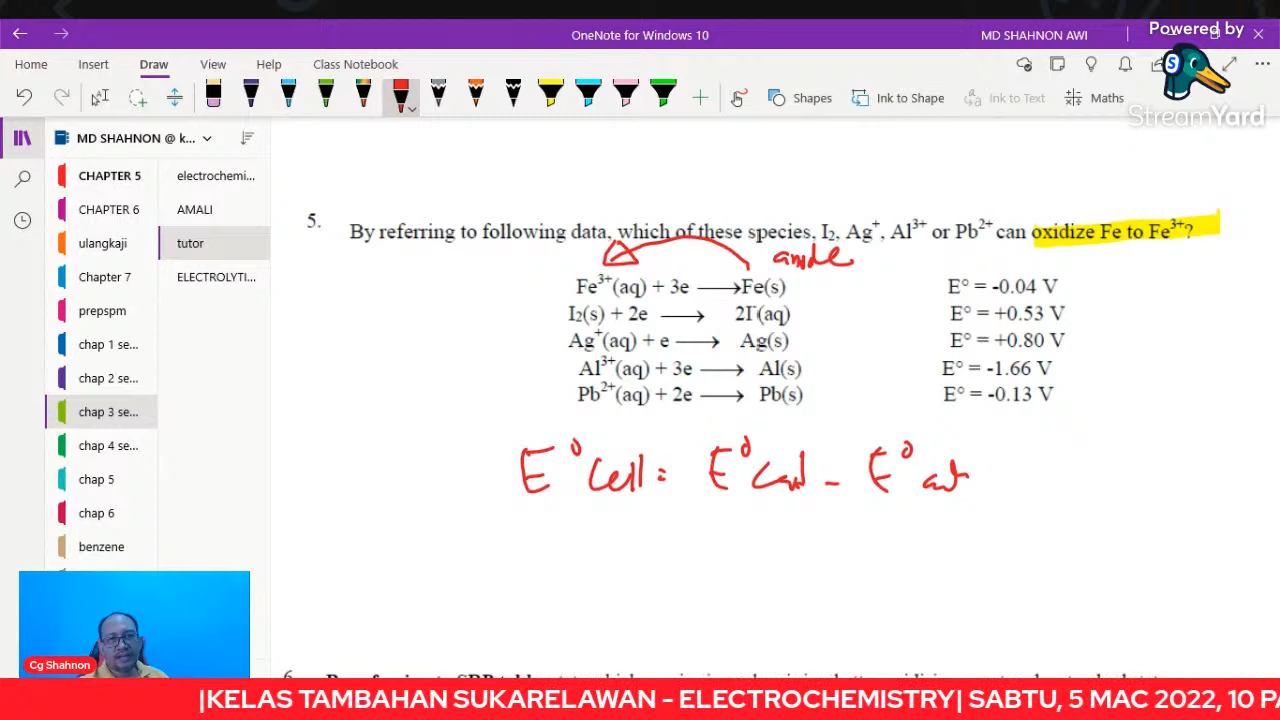 OneNote for Windows 10
MD SHAHNON AWI
Powered by
StreamYard
Home Insert Draw View Help Class Notebook
Shapes Ink to Shape Ink to Text Maths
MD SHAHNON @ k...
CHAPTER 5
CHAPTER 6
ulangkaji
Chapter 7
prepspm
chap 1 se...
chap 2 se...
chap 3 se...
chap 4 se...
chap 5
chap 6
benzene
electrochemi...
AMALI
tutor
ELECTROLYTI...
5. By referring to following data, which of these species, I₂, Ag⁺, Al³⁺ or Pb²⁺ can oxidize Fe to Fe³⁺?
Fe³⁺(aq) + 3e ⟶ Fe(s) E° = -0.04 V
I₂(s) + 2e ⟶ 2I⁻(aq) E° = +0.53 V
Ag⁺(aq) + e ⟶ Ag(s) E° = +0.80 V
Al³⁺(aq) + 3e ⟶ Al(s) E° = -1.66 V
Pb²⁺(aq) + 2e ⟶ Pb(s) E° = -0.13 V
E° cell = E° - E°
Cg Shahnon
|KELAS TAMBAHAN SUKARELAWAN - ELECTROCHEMISTRY| SABTU, 5 MAC 2022, 10 PA